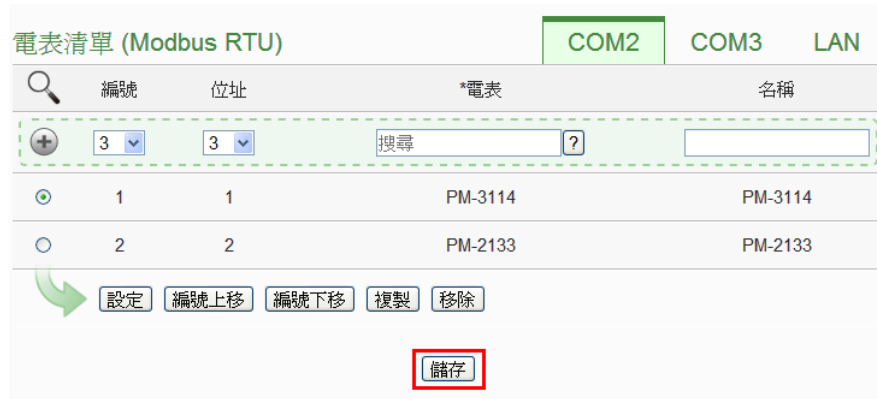 電表清單 (Modbus RTU) COM2 COM3 LAN
編號 位址 *電表 名稱
3 3 搜尋 ?
1 1 PM-3114 PM-3114
2 2 PM-2133 PM-2133
設定 編號上移 編號下移 複製 移除
儲存